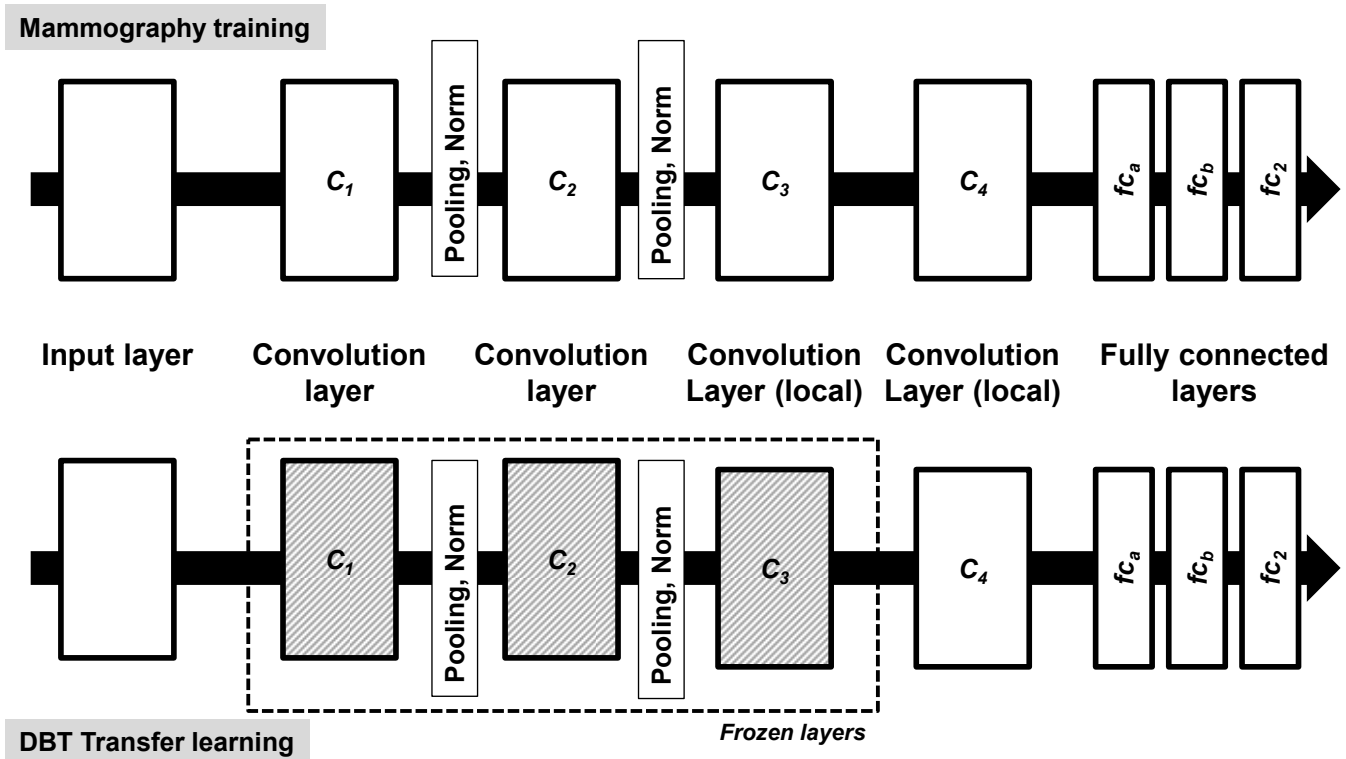 Mammography training
C₁
Pooling, Norm
C₂
Pooling, Norm
C₃
C₄
fcₐ
fc_b
fc₂
Input layer
Convolution layer
Convolution layer
Convolution Layer (local)
Convolution Layer (local)
Fully connected layers
C₁
Pooling, Norm
C₂
Pooling, Norm
C₃
C₄
fcₐ
fc_b
fc₂
Frozen layers
DBT Transfer learning